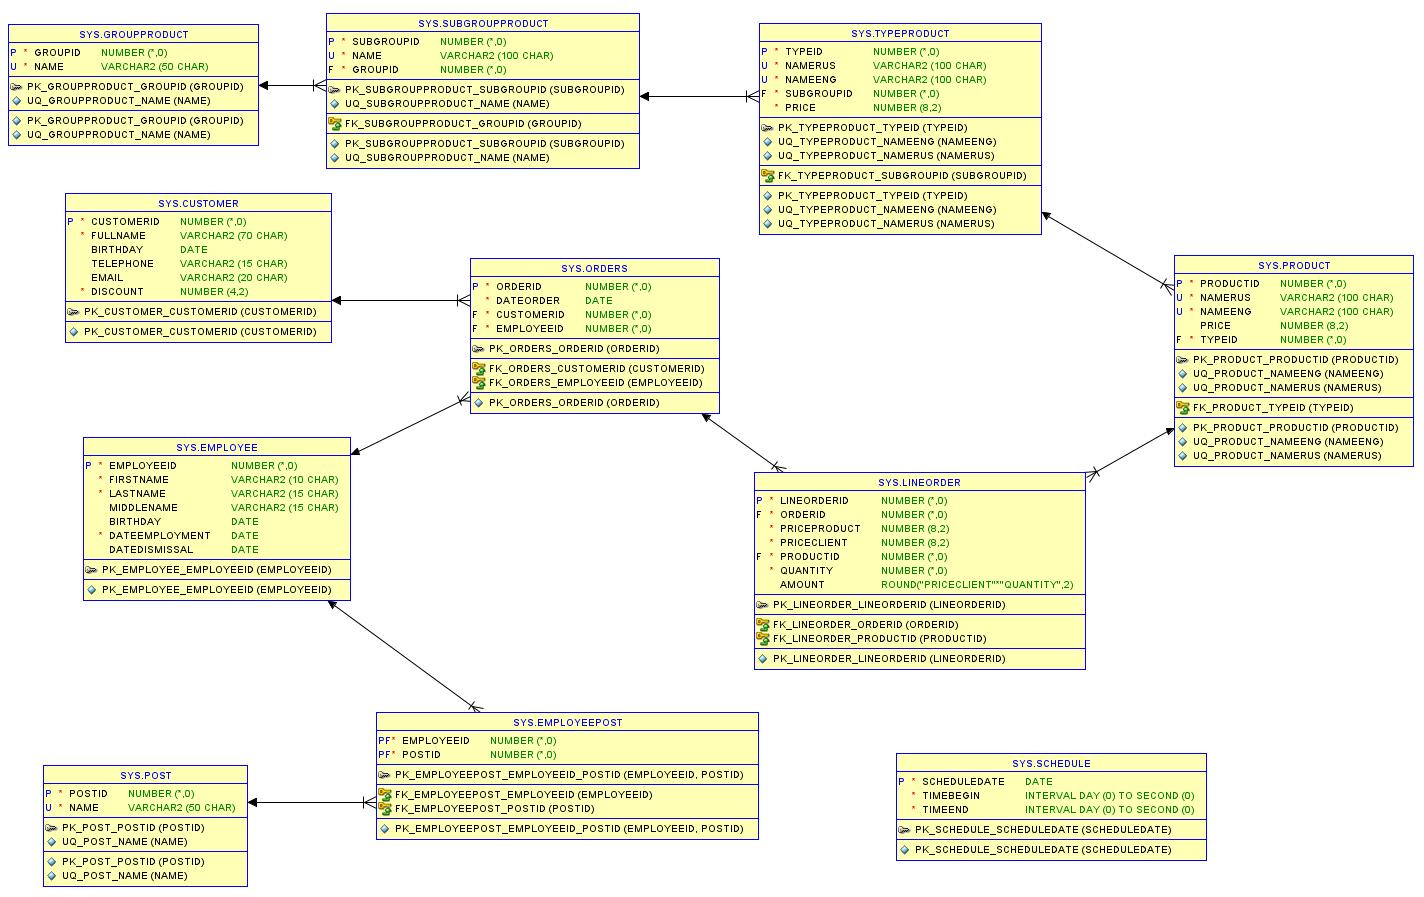 SYS.GROUPPRODUCT
P * GROUPID NUMBER (*,0)
U * NAME VARCHAR2 (50 CHAR)
PK_GROUPPRODUCT_GROUPID (GROUPID)
UQ_GROUPPRODUCT_NAME (NAME)
PK_GROUPPRODUCT_GROUPID (GROUPID)
UQ_GROUPPRODUCT_NAME (NAME)
SYS.SUBGROUPPRODUCT
P * SUBGROUPID NUMBER (*,0)
U * NAME VARCHAR2 (100 CHAR)
F * GROUPID NUMBER (*,0)
PK_SUBGROUPPRODUCT_SUBGROUPID (SUBGROUPID)
UQ_SUBGROUPPRODUCT_NAME (NAME)
FK_SUBGROUPPRODUCT_GROUPID (GROUPID)
PK_SUBGROUPPRODUCT_SUBGROUPID (SUBGROUPID)
UQ_SUBGROUPPRODUCT_NAME (NAME)
SYS.TYPEPRODUCT
P * TYPEID NUMBER (*,0)
U * NAMERUS VARCHAR2 (100 CHAR)
U * NAMEENG VARCHAR2 (100 CHAR)
F * SUBGROUPID NUMBER (*,0)
* PRICE NUMBER (8,2)
PK_TYPEPRODUCT_TYPEID (TYPEID)
UQ_TYPEPRODUCT_NAMEENG (NAMEENG)
UQ_TYPEPRODUCT_NAMERUS (NAMERUS)
FK_TYPEPRODUCT_SUBGROUPID (SUBGROUPID)
PK_TYPEPRODUCT_TYPEID (TYPEID)
UQ_TYPEPRODUCT_NAMEENG (NAMEENG)
UQ_TYPEPRODUCT_NAMERUS (NAMERUS)
SYS.CUSTOMER
P * CUSTOMERID NUMBER (*,0)
* FULLNAME VARCHAR2 (70 CHAR)
BIRTHDAY DATE
TELEPHONE VARCHAR2 (15 CHAR)
EMAIL VARCHAR2 (20 CHAR)
* DISCOUNT NUMBER (4,2)
PK_CUSTOMER_CUSTOMERID (CUSTOMERID)
PK_CUSTOMER_CUSTOMERID (CUSTOMERID)
SYS.ORDERS
P * ORDERID NUMBER (*,0)
* DATEORDER DATE
F * CUSTOMERID NUMBER (*,0)
F * EMPLOYEEID NUMBER (*,0)
PK_ORDERS_ORDERID (ORDERID)
FK_ORDERS_CUSTOMERID (CUSTOMERID)
FK_ORDERS_EMPLOYEEID (EMPLOYEEID)
PK_ORDERS_ORDERID (ORDERID)
SYS.PRODUCT
P * PRODUCTID NUMBER (*,0)
U * NAMERUS VARCHAR2 (100 CHAR)
U * NAMEENG VARCHAR2 (100 CHAR)
PRICE NUMBER (8,2)
F * TYPEID NUMBER (*,0)
PK_PRODUCT_PRODUCTID (PRODUCTID)
UQ_PRODUCT_NAMEENG (NAMEENG)
UQ_PRODUCT_NAMERUS (NAMERUS)
FK_PRODUCT_TYPEID (TYPEID)
PK_PRODUCT_PRODUCTID (PRODUCTID)
UQ_PRODUCT_NAMEENG (NAMEENG)
UQ_PRODUCT_NAMERUS (NAMERUS)
SYS.EMPLOYEE
P * EMPLOYEEID NUMBER (*,0)
* FIRSTNAME VARCHAR2 (10 CHAR)
* LASTNAME VARCHAR2 (15 CHAR)
MIDDLENAME VARCHAR2 (15 CHAR)
BIRTHDAY DATE
* DATEEMPLOYMENT DATE
DATEDISMISSAL DATE
PK_EMPLOYEE_EMPLOYEEID (EMPLOYEEID)
PK_EMPLOYEE_EMPLOYEEID (EMPLOYEEID)
SYS.LINEORDER
P * LINEORDERID NUMBER (*,0)
F * ORDERID NUMBER (*,0)
* PRICEPRODUCT NUMBER (8,2)
* PRICECLIENT NUMBER (8,2)
F * PRODUCTID NUMBER (*,0)
* QUANTITY NUMBER (*,0)
AMOUNT ROUND("PRICECLIENT"*"QUANTITY",2)
PK_LINEORDER_LINEORDERID (LINEORDERID)
FK_LINEORDER_ORDERID (ORDERID)
FK_LINEORDER_PRODUCTID (PRODUCTID)
PK_LINEORDER_LINEORDERID (LINEORDERID)
SYS.EMPLOYEEPOST
PF* EMPLOYEEID NUMBER (*,0)
PF* POSTID NUMBER (*,0)
PK_EMPLOYEEPOST_EMPLOYEEID_POSTID (EMPLOYEEID, POSTID)
FK_EMPLOYEEPOST_EMPLOYEEID (EMPLOYEEID)
FK_EMPLOYEEPOST_POSTID (POSTID)
PK_EMPLOYEEPOST_EMPLOYEEID_POSTID (EMPLOYEEID, POSTID)
SYS.POST
P * POSTID NUMBER (*,0)
U * NAME VARCHAR2 (50 CHAR)
PK_POST_POSTID (POSTID)
UQ_POST_NAME (NAME)
PK_POST_POSTID (POSTID)
UQ_POST_NAME (NAME)
SYS.SCHEDULE
P * SCHEDULEDATE DATE
* TIMEBEGIN INTERVAL DAY (0) TO SECOND (0)
* TIMEEND INTERVAL DAY (0) TO SECOND (0)
PK_SCHEDULE_SCHEDULEDATE (SCHEDULEDATE)
PK_SCHEDULE_SCHEDULEDATE (SCHEDULEDATE)